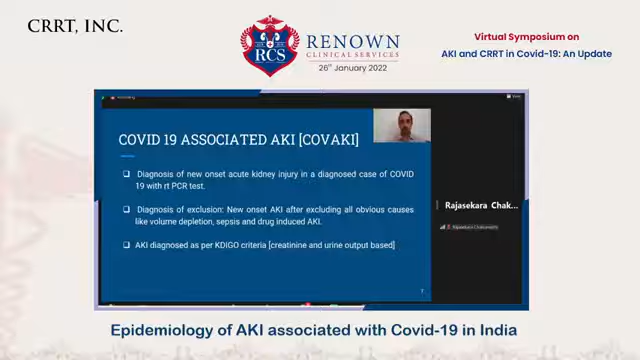 CRRT, INC.
RCS
RENOWN
CLINICAL SERVICES
26th January 2022
Virtual Symposium on
AKI and CRRT in Covid-19: An Update
COVID 19 ASSOCIATED AKI [COVAKI]
Diagnosis of new onset acute kidney injury in a diagnosed case of COVID
19 with rt PCR test.
Diagnosis of exclusion: New onset AKI after excluding all obvious causes
like volume depletion, sepsis and drug induced AKI.
AKI diagnosed as per KDIGO criteria [creatinine and urine output based]
7
Rajasekara Chak...
Rajasekara Chakravarthi
Epidemiology of AKI associated with Covid-19 in India